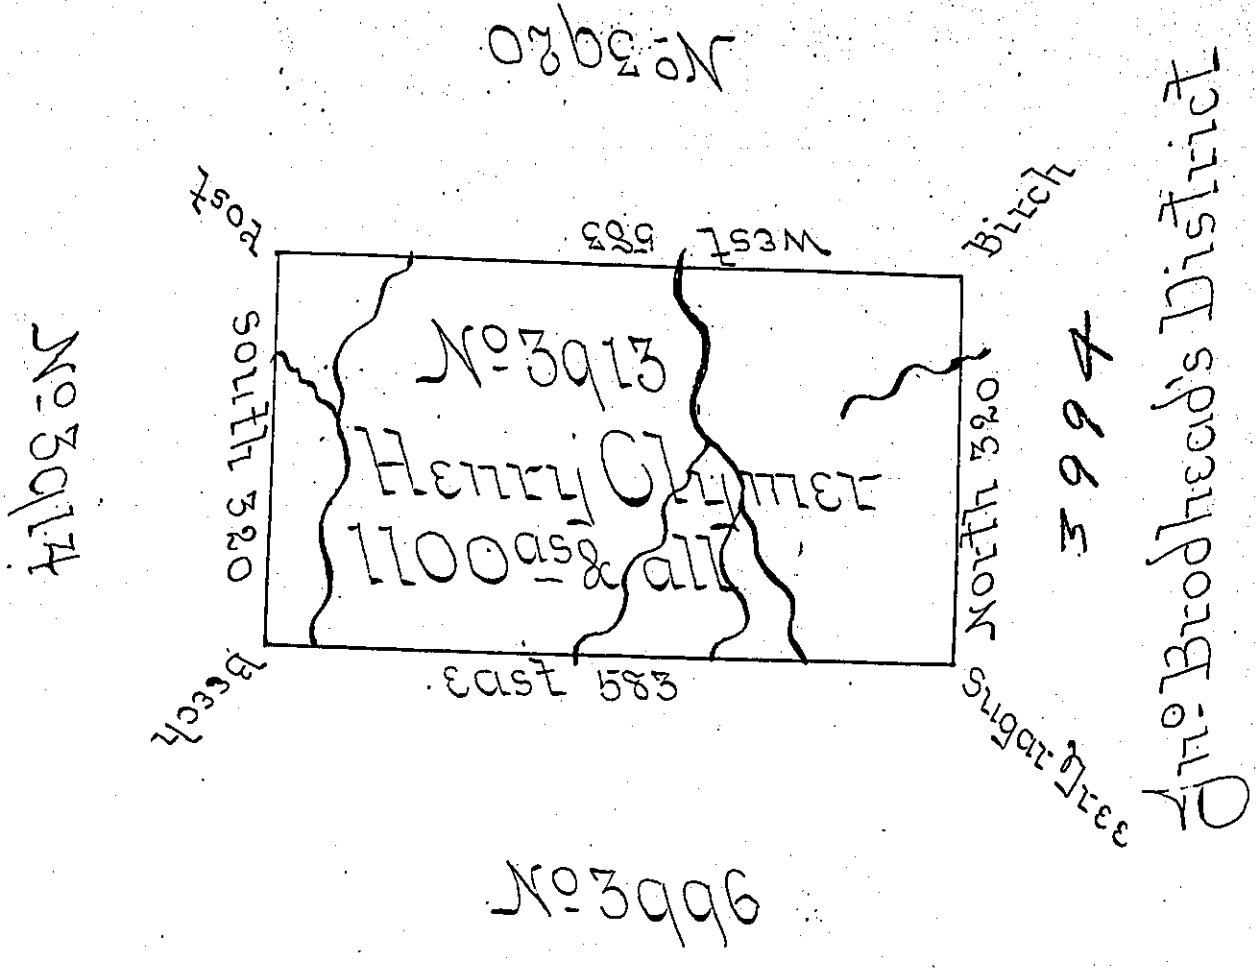 No 3920
Post
West 583
Birch
No 3914
South 320
No 3913
Henry Clymer
1100 as & all
North 320
3994
Jno. Brodhead's District
Beech
East 583
Sugar Tree
No 3996